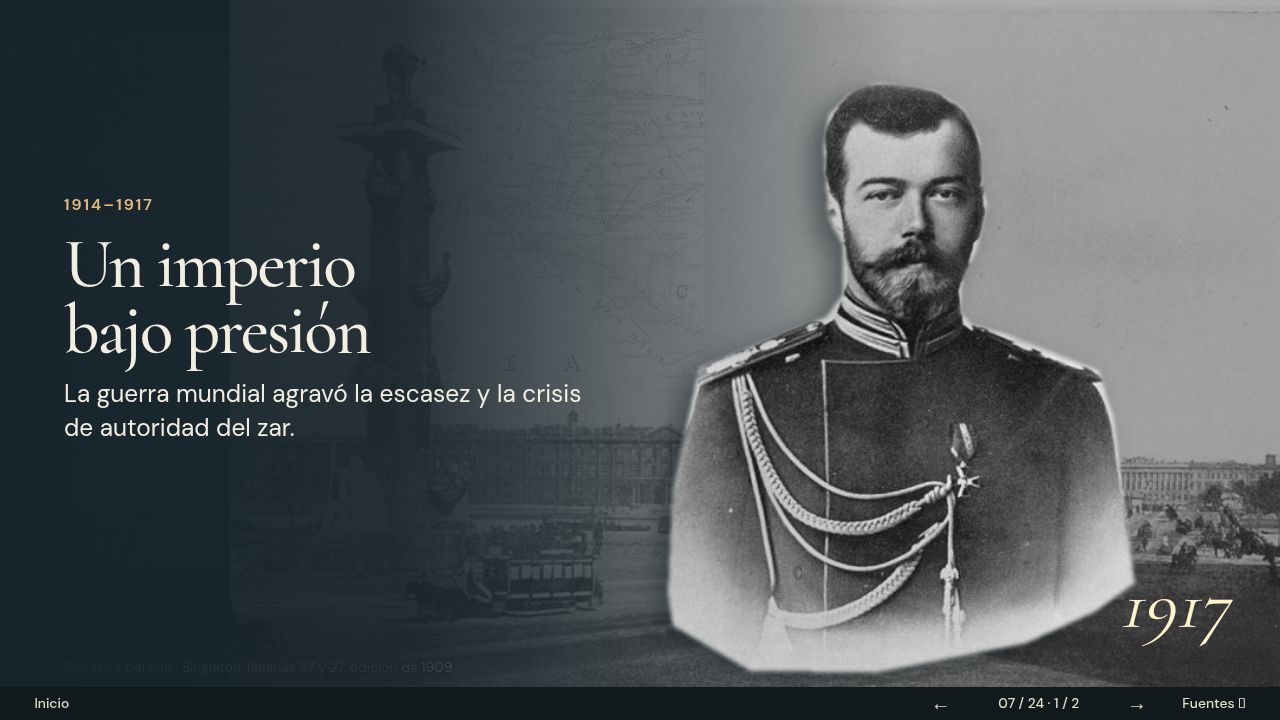 1914–1917
Un imperio
bajo presión
La guerra mundial agravó la escasez y la crisis
de autoridad del zar.
1917
Retrato y palacio · Singleton, láminas 37 y 27, edición de 1909
Inicio
← 07 / 24 · 1 / 2 → Fuentes